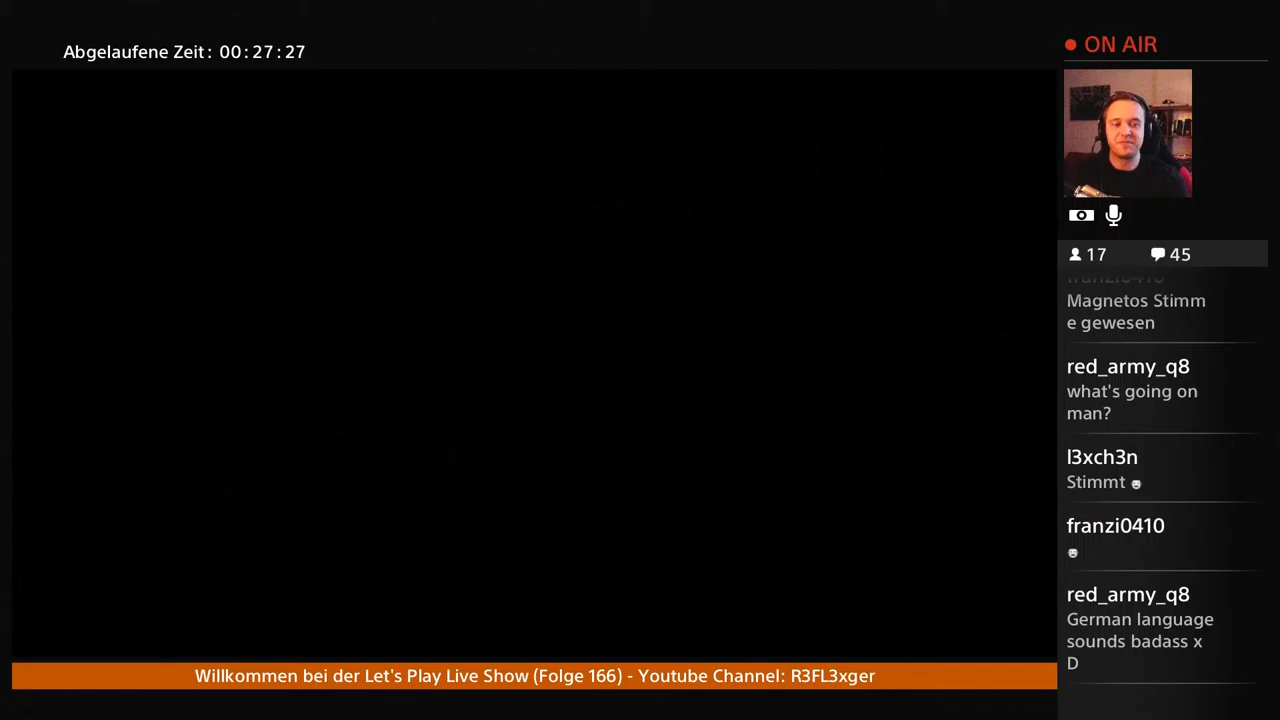 Abgelaufene Zeit: 00:27:27
ON AIR
17 45
franzi0410
Magnetos Stimm
e gewesen
red_army_q8
what's going on
man?
l3xch3n
Stimmt
franzi0410
red_army_q8
German language
sounds badass x
D
Willkommen bei der Let's Play Live Show (Folge 166) - Youtube Channel: R3FL3xger